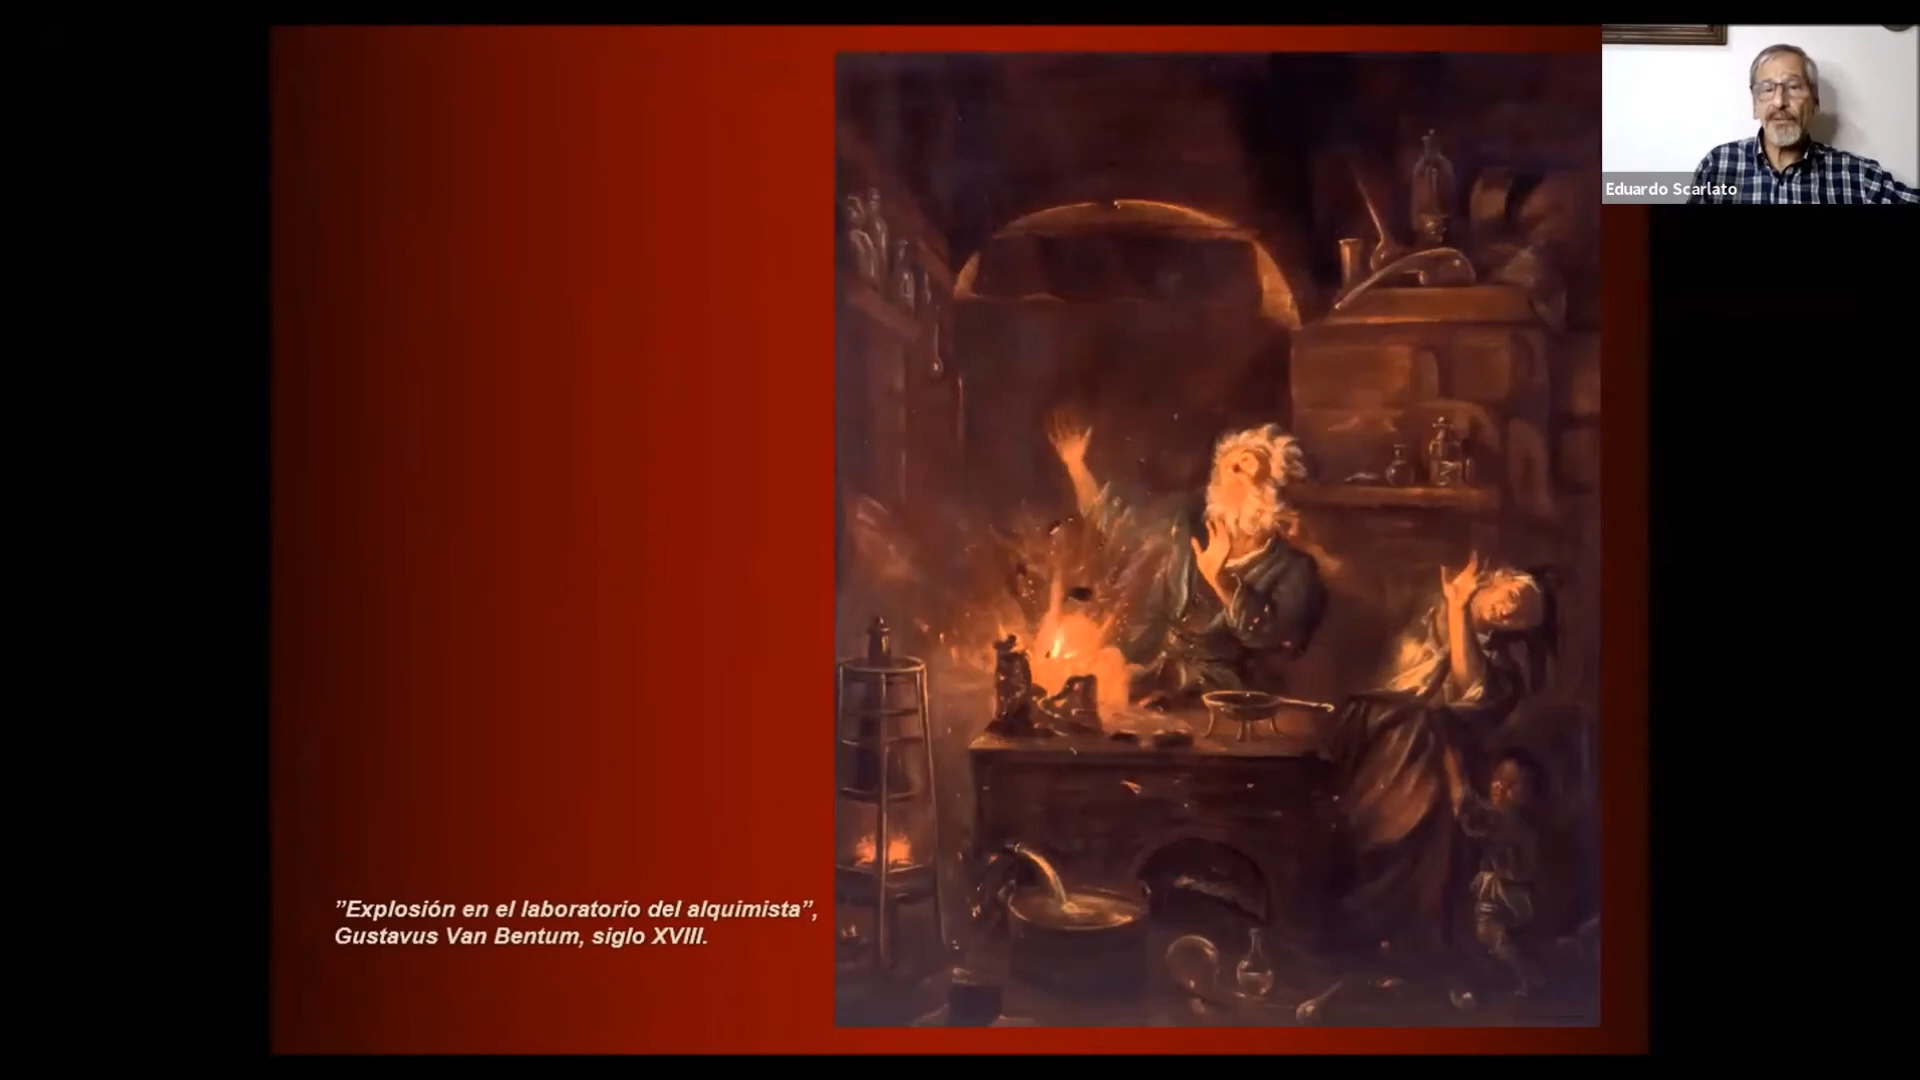 Eduardo Scarlato
”Explosión en el laboratorio del alquimista”,
Gustavus Van Bentum, siglo XVIII.